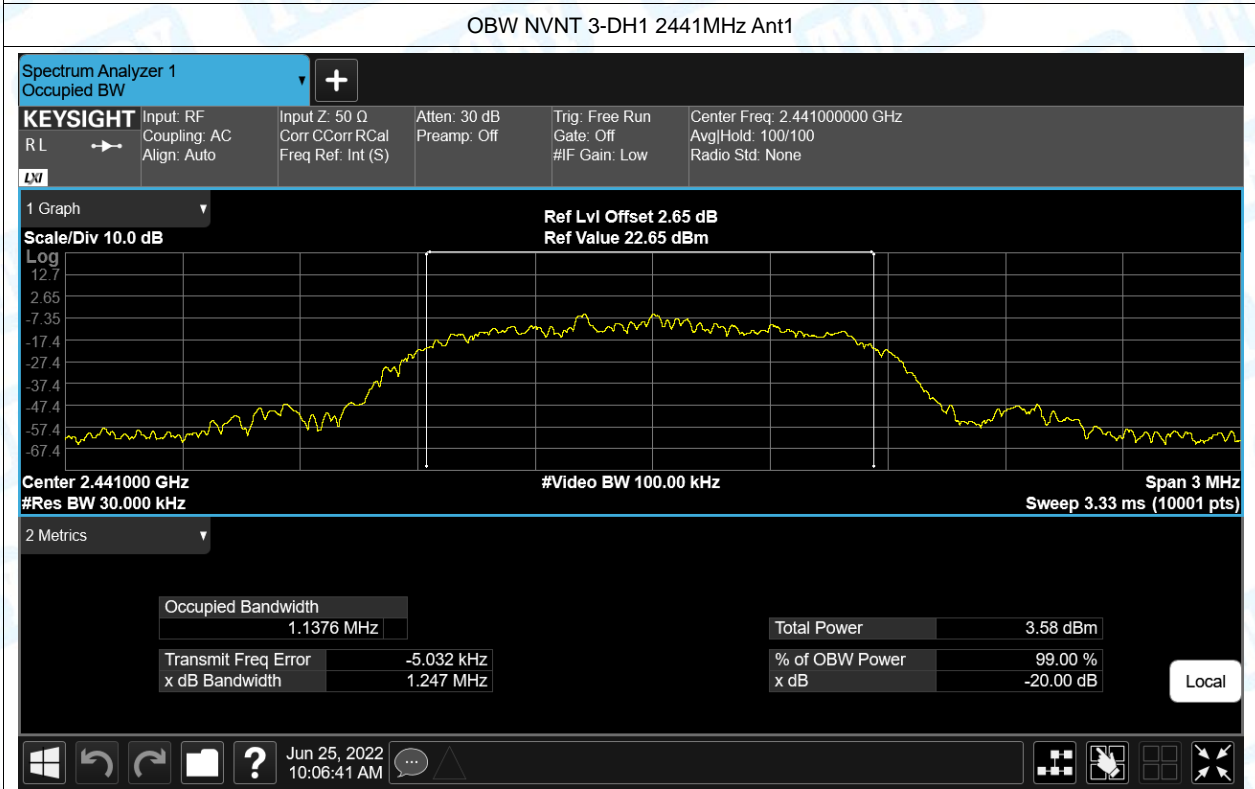 OBW NVNT 3-DH1 2441MHz Ant1
Spectrum Analyzer 1
Occupied BW
KEYSIGHT
R L
LXI
Input: RF
Coupling: AC
Align: Auto
Input Z: 50 Ω
Corr CCorr RCal
Freq Ref: Int (S)
Atten: 30 dB
Preamp: Off
Trig: Free Run
Gate: Off
#IF Gain: Low
Center Freq: 2.441000000 GHz
Avg|Hold: 100/100
Radio Std: None
1 Graph
Scale/Div 10.0 dB
Ref Lvl Offset 2.65 dB
Ref Value 22.65 dBm
Log
12.7
2.65
-7.35
-17.4
-27.4
-37.4
-47.4
-57.4
-67.4
Center 2.441000 GHz
#Video BW 100.00 kHz
Span 3 MHz
#Res BW 30.000 kHz
Sweep 3.33 ms (10001 pts)
2 Metrics
Occupied Bandwidth
1.1376 MHz
Total Power 3.58 dBm
Transmit Freq Error -5.032 kHz
% of OBW Power 99.00 %
x dB Bandwidth 1.247 MHz
x dB -20.00 dB
Local
Jun 25, 2022
10:06:41 AM